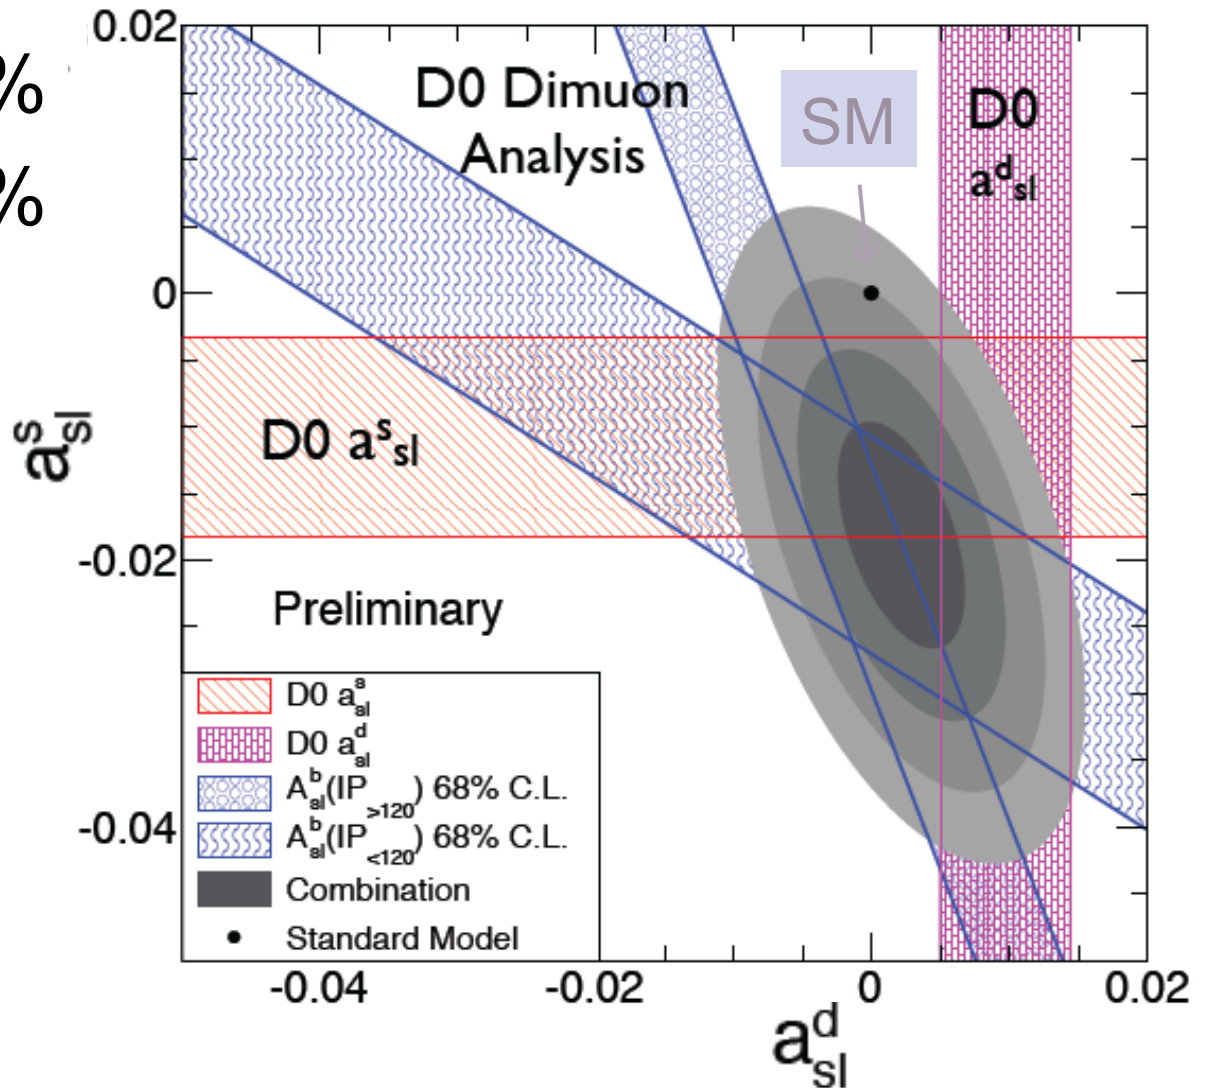 %
%
0.02
0
-0.02
-0.04
a^s_sl
D0 Dimuon
Analysis
SM
D0
a^d_sl
D0 a^s_sl
Preliminary
D0 a^s_sl
D0 a^d_sl
A^b_sl(IP_>120) 68% C.L.
A^b_sl(IP_<120) 68% C.L.
Combination
Standard Model
-0.04 -0.02 0 0.02
a^d_sl